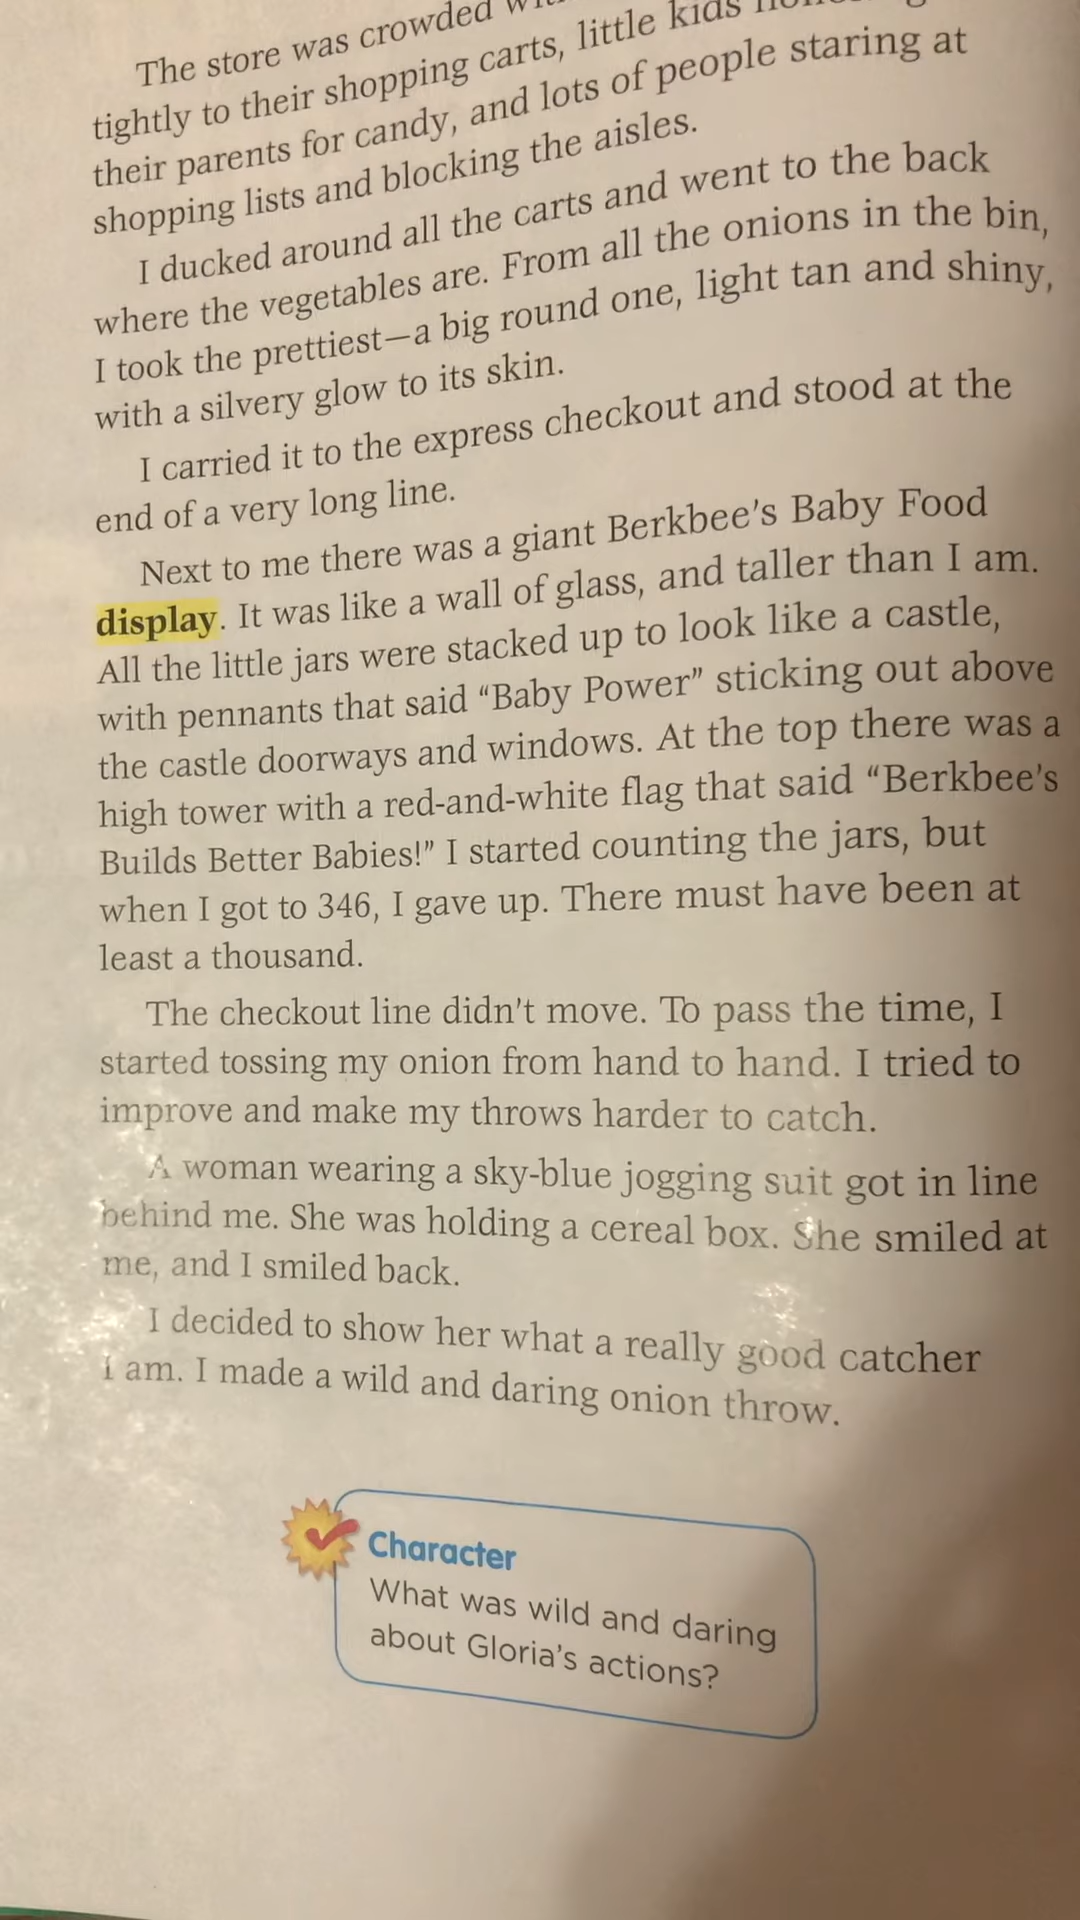 The store was crowded
tightly to their shopping carts, little kids
their parents for candy, and lots of people staring at
shopping lists and blocking the aisles.
I ducked around all the carts and went to the back
where the vegetables are. From all the onions in the bin,
I took the prettiest—a big round one, light tan and shiny,
with a silvery glow to its skin.
I carried it to the express checkout and stood at the
end of a very long line.
Next to me there was a giant Berkbee's Baby Food
display. It was like a wall of glass, and taller than I am.
All the little jars were stacked up to look like a castle,
with pennants that said “Baby Power” sticking out above
the castle doorways and windows. At the top there was a
high tower with a red-and-white flag that said “Berkbee's
Builds Better Babies!” I started counting the jars, but
when I got to 346, I gave up. There must have been at
least a thousand.
The checkout line didn't move. To pass the time, I
started tossing my onion from hand to hand. I tried to
improve and make my throws harder to catch.
A woman wearing a sky-blue jogging suit got in line
behind me. She was holding a cereal box. She smiled at
me, and I smiled back.
I decided to show her what a really good catcher
I am. I made a wild and daring onion throw.
Character
What was wild and daring
about Gloria's actions?